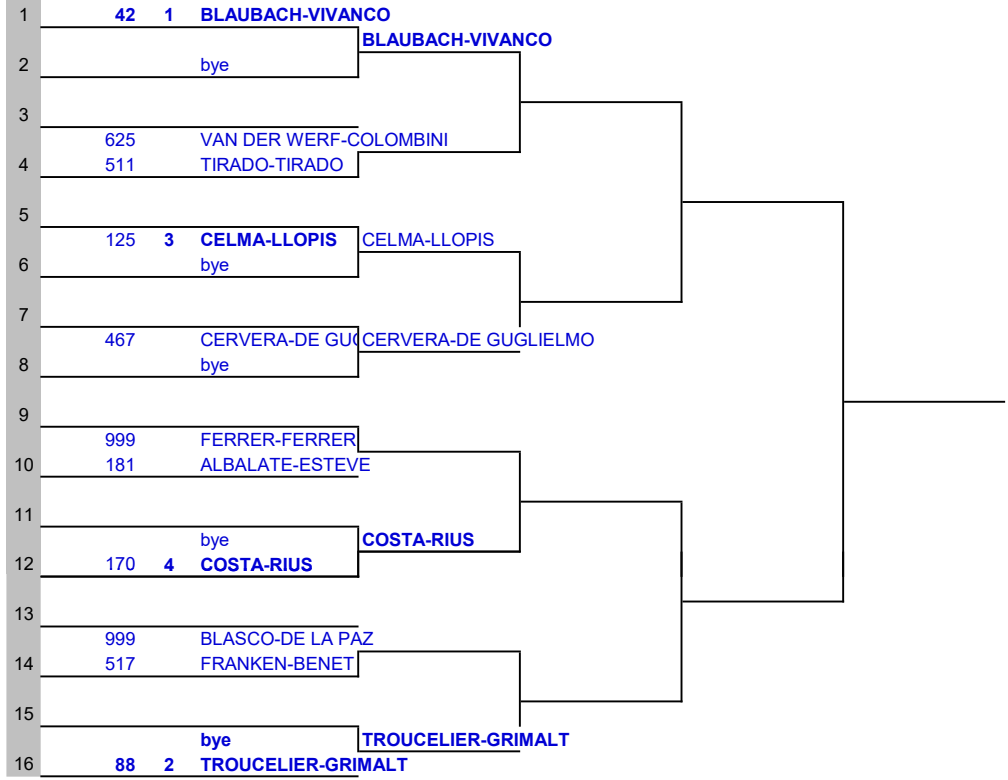 1 42 1 BLAUBACH-VIVANCO
BLAUBACH-VIVANCO
2 bye
3
625 VAN DER WERF-COLOMBINI
4 511 TIRADO-TIRADO
5
125 3 CELMA-LLOPIS CELMA-LLOPIS
6 bye
7
467 CERVERA-DE GUG CERVERA-DE GUGLIELMO
8 bye
9
999 FERRER-FERRER
10 181 ALBALATE-ESTEVE
11
bye COSTA-RIUS
12 170 4 COSTA-RIUS
13
999 BLASCO-DE LA PAZ
14 517 FRANKEN-BENET
15
bye TROUCELIER-GRIMALT
16 88 2 TROUCELIER-GRIMALT